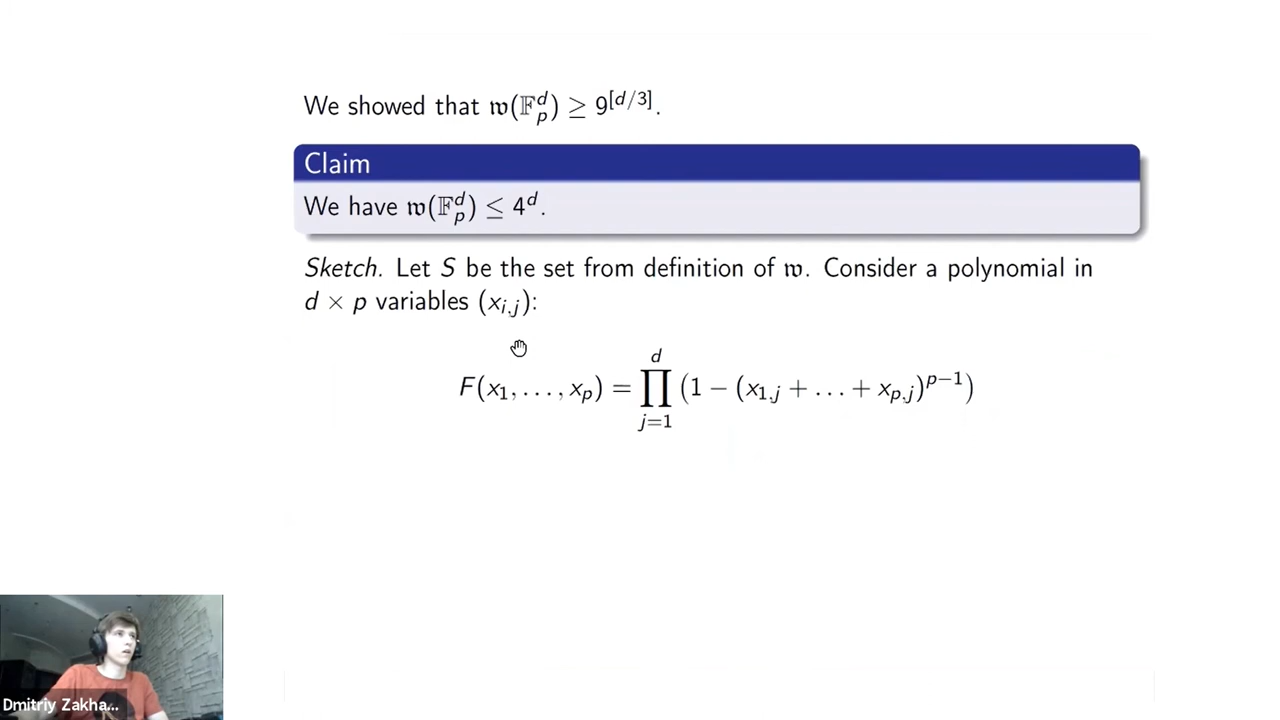 We showed that 𝔴(𝔽_p^d) ≥ 9^{[d/3]}.
Claim
We have 𝔴(𝔽_p^d) ≤ 4^d.
Sketch. Let S be the set from definition of 𝔴. Consider a polynomial in
d × p variables (x_{i,j}):
F(x_1, . . . , x_p) = ∏_{j=1}^{d} (1 − (x_{1,j} + . . . + x_{p,j})^{p−1})
Dmitriy Zakha...